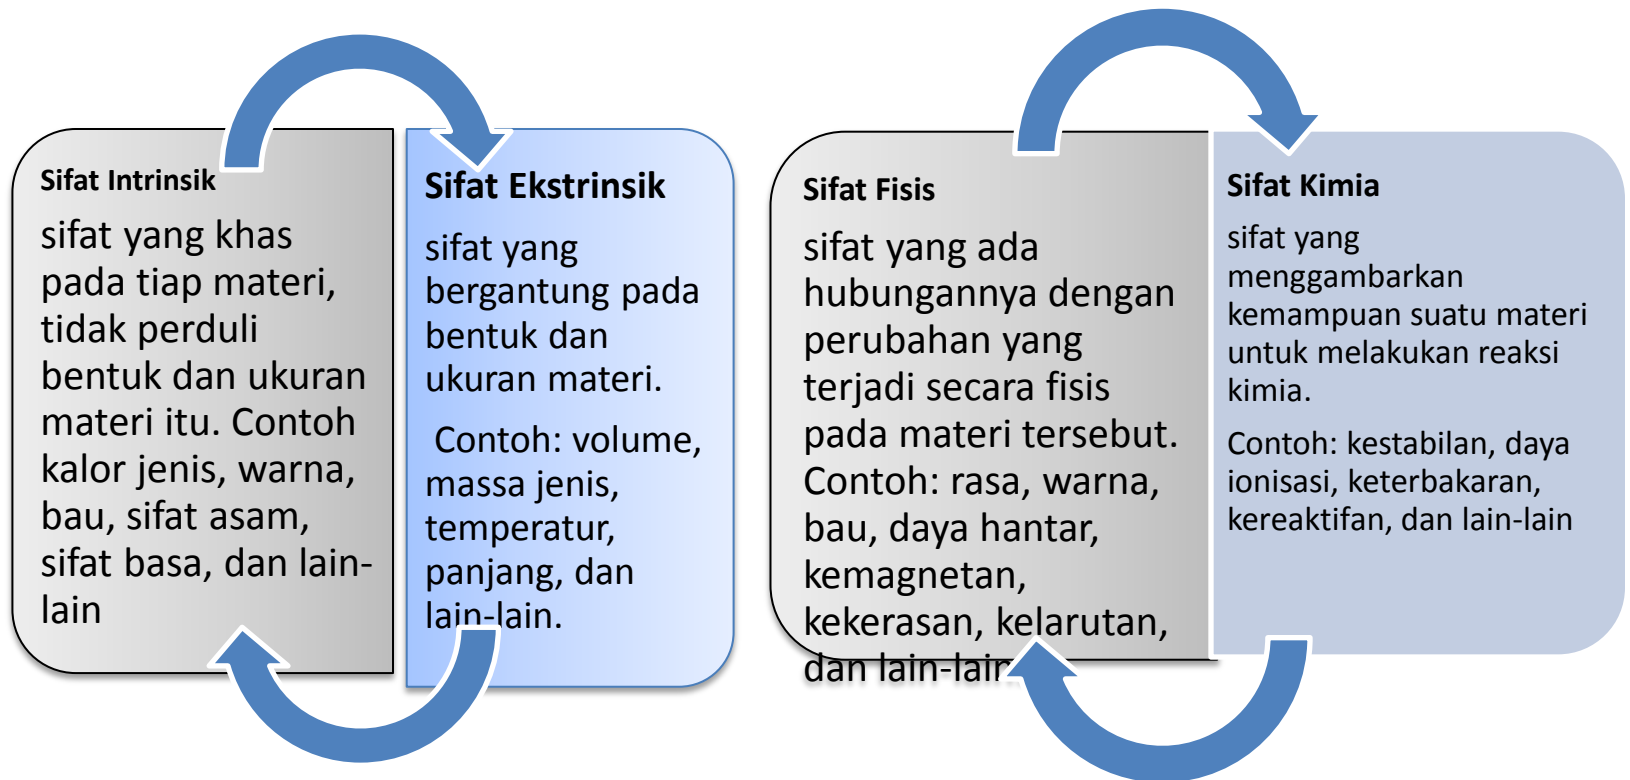 Sifat Intrinsik
sifat yang khas
pada tiap materi,
tidak perduli
bentuk dan ukuran
materi itu. Contoh
kalor jenis, warna,
bau, sifat asam,
sifat basa, dan lain-
lain
Sifat Ekstrinsik
sifat yang
bergantung pada
bentuk dan
ukuran materi.
Contoh: volume,
massa jenis,
temperatur,
panjang, dan
lain-lain.
Sifat Fisis
sifat yang ada
hubungannya dengan
perubahan yang
terjadi secara fisis
pada materi tersebut.
Contoh: rasa, warna,
bau, daya hantar,
kemagnetan,
kekerasan, kelarutan,
dan lain-lain
Sifat Kimia
sifat yang
menggambarkan
kemampuan suatu materi
untuk melakukan reaksi
kimia.
Contoh: kestabilan, daya
ionisasi, keterbakaran,
kereaktifan, dan lain-lain